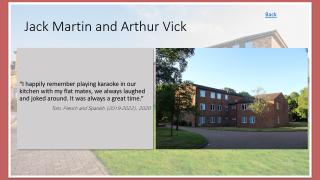 Back
Jack Martin and Arthur Vick
"I happily remember playing karaoke in our
kitchen with my flat mates, we always laughed
and joked around. It was always a great time."
Tom, French and Spanish (2019-2023), 2020